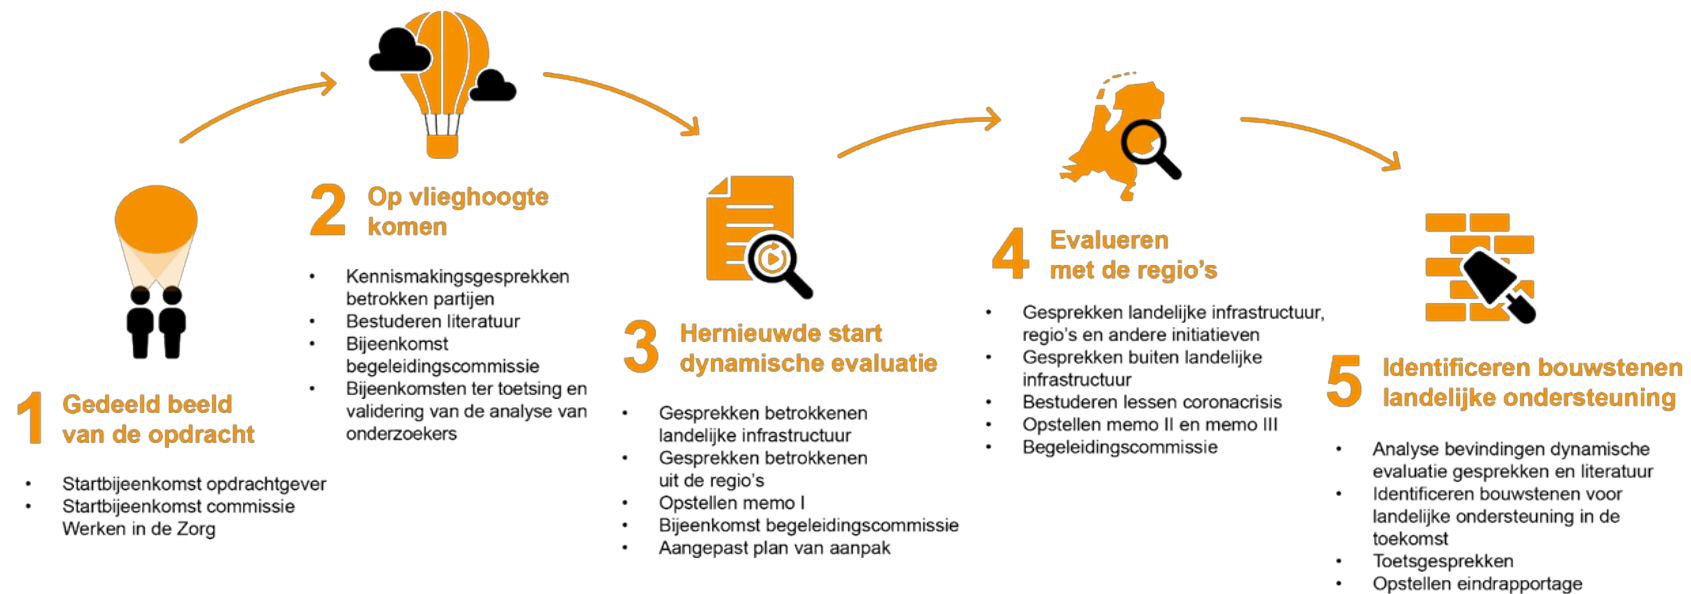 1 Gedeeld beeld
van de opdracht
• Startbijeenkomst opdrachtgever
• Startbijeenkomst commissie
Werken in de Zorg
2 Op vlieghoogte
komen
• Kennismakingsgesprekken
betrokken partijen
• Bestuderen literatuur
• Bijeenkomst
begeleidingscommissie
• Bijeenkomsten ter toetsing en
validering van de analyse van
onderzoekers
3 Hernieuwde start
dynamische evaluatie
• Gesprekken betrokkenen
landelijke infrastructuur
• Gesprekken betrokkenen
uit de regio's
• Opstellen memo I
• Bijeenkomst begeleidingscommissie
• Aangepast plan van aanpak
4 Evalueren
met de regio's
• Gesprekken landelijke infrastructuur,
regio's en andere initiatieven
• Gesprekken buiten landelijke
infrastructuur
• Bestuderen lessen coronacrisis
• Opstellen memo II en memo III
• Begeleidingscommissie
5 Identificeren bouwstenen
landelijke ondersteuning
• Analyse bevindingen dynamische
evaluatie gesprekken en literatuur
• Identificeren bouwstenen voor
landelijke ondersteuning in de
toekomst
• Toetsgesprekken
• Opstellen eindrapportage